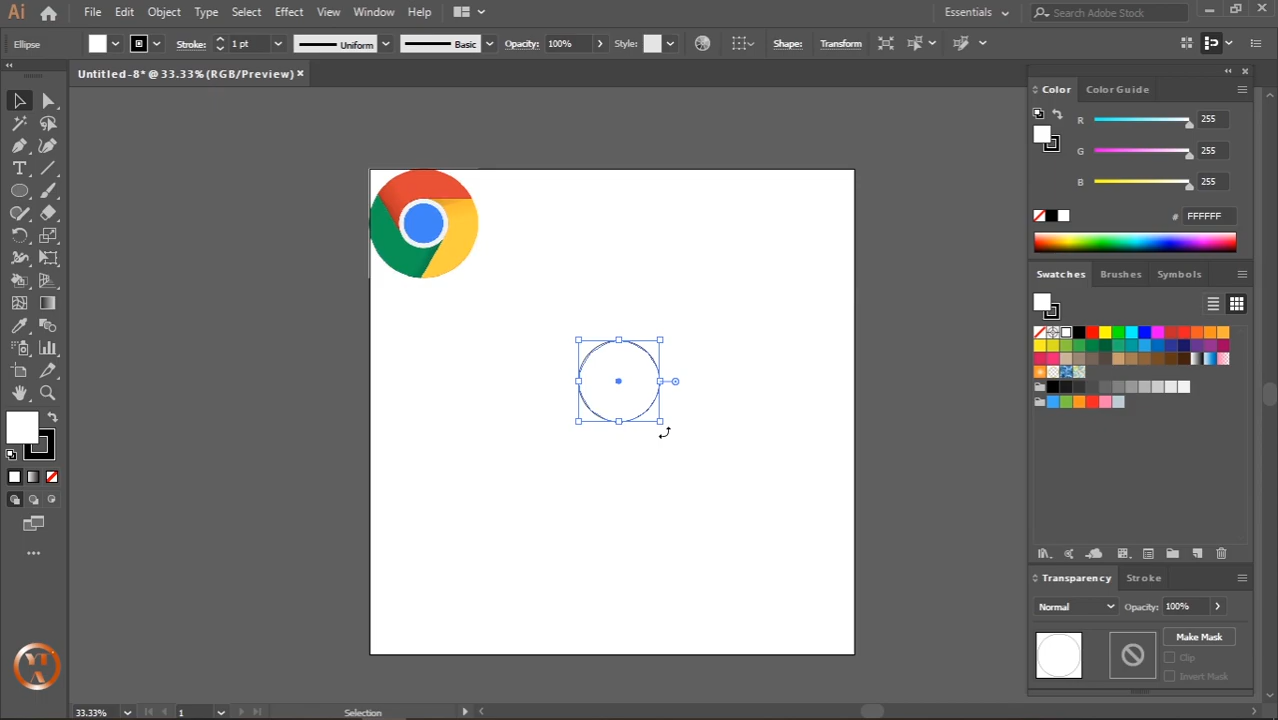 Ai File Edit Object Type Select Effect View Window Help Essentials Search Adobe Stock
Ellipse Stroke: 1 pt Uniform Basic Opacity: 100% Style: Shape: Transform
Untitled-8* @ 33.33% (RGB/Preview) ×
Color Color Guide
R 255
G 255
B 255
# FFFFFF
Swatches Brushes Symbols
Transparency Stroke
Normal Opacity: 100%
Make Mask
Clip
Invert Mask
33.33% 1 Selection